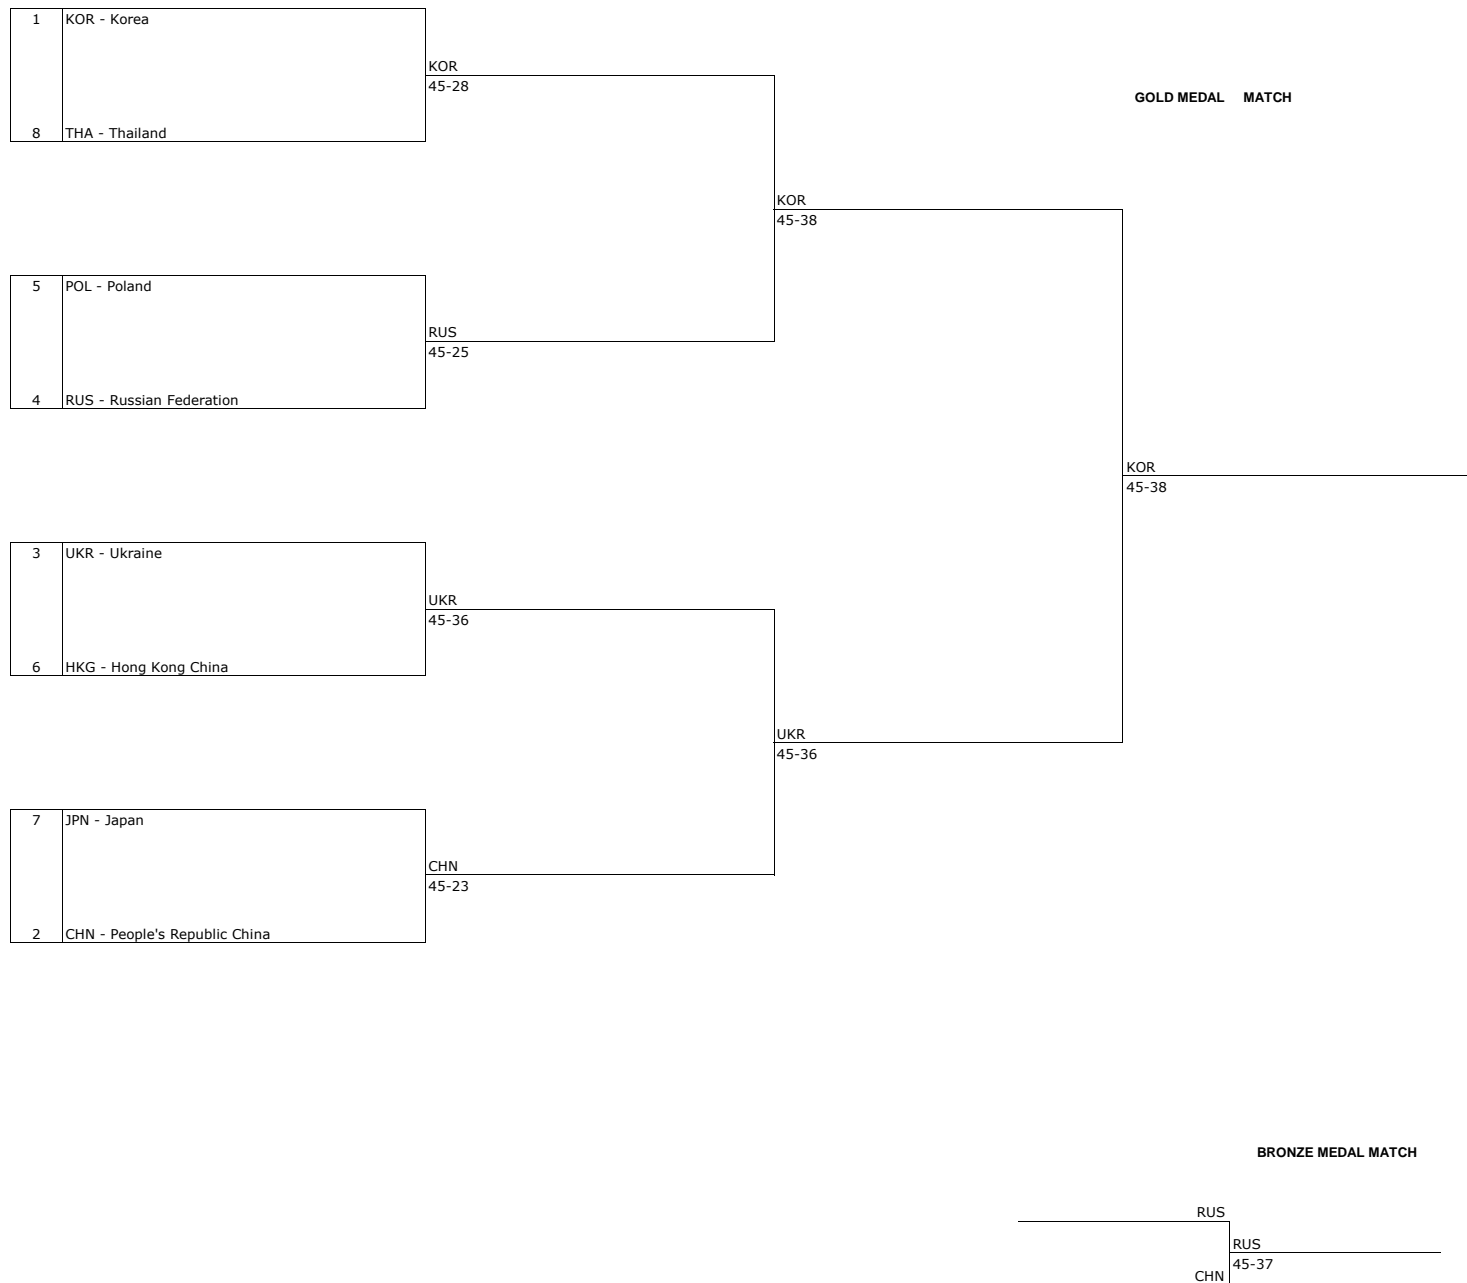 1 KOR - Korea
KOR
45-28
GOLD MEDAL MATCH
8 THA - Thailand
KOR
45-38
5 POL - Poland
RUS
45-25
4 RUS - Russian Federation
KOR
45-38
3 UKR - Ukraine
UKR
45-36
6 HKG - Hong Kong China
UKR
45-36
7 JPN - Japan
CHN
45-23
2 CHN - People's Republic China
BRONZE MEDAL MATCH
RUS
RUS
45-37
CHN